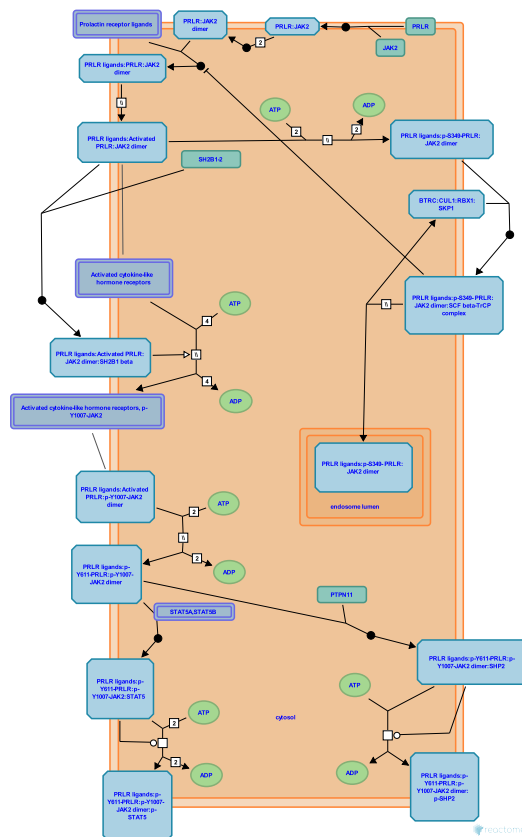 Prolactin receptor ligands
PRLR:JAK2
dimer
2
PRLR:JAK2
PRLR
JAK2
PRLR ligands:PRLR:JAK2
dimer
\\
ATP
ADP
2
2
\\
PRLR ligands:Activated
PRLR:JAK2 dimer
PRLR ligands:p-S349-PRLR:
JAK2 dimer
SH2B1-2
BTRC:CUL1:RBX1:
SKP1
Activated cytokine-like
hormone receptors
ATP
4
\\
PRLR ligands:p-S349- PRLR:
JAK2 dimer:SCF beta-TrCP
complex
\\
PRLR ligands:Activated PRLR:
JAK2 dimer:SH2B1 beta
4
ADP
Activated cytokine-like hormone receptors, p-
Y1007-JAK2
PRLR ligands:p-S349- PRLR:
JAK2 dimer
endosome lumen
PRLR ligands:Activated
PRLR:p-Y1007-JAK2
dimer
2
ATP
\\
2
ADP
PRLR ligands:p-
Y611-PRLR:p-Y1007-
JAK2 dimer
PTPN11
STAT5A,STAT5B
PRLR ligands:p-Y611-PRLR:p-
Y1007-JAK2 dimer:SHP2
PRLR ligands:p-
Y611-PRLR:p-
Y1007-JAK2:STAT5
ATP
2
ATP
cytosol
2
ADP
ADP
PRLR ligands:p-
Y611-PRLR:p-Y1007-
JAK2 dimer:p-
STAT5
PRLR ligands:p-
Y611-PRLR:p-
Y1007-JAK2 dimer:
p-SHP2
reactome